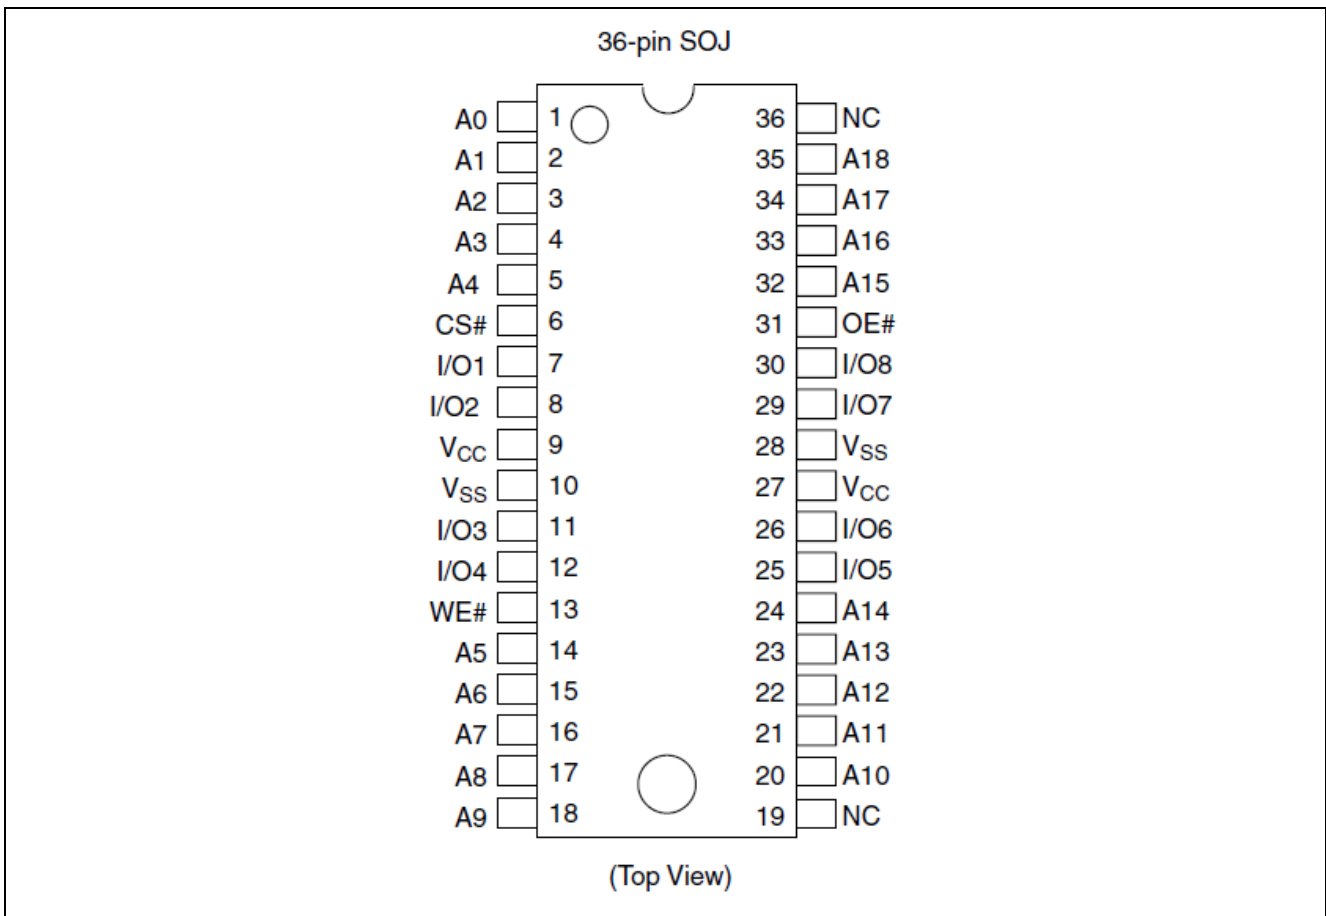 36-pin SOJ
A0 1 36 NC
A1 2 35 A18
A2 3 34 A17
A3 4 33 A16
A4 5 32 A15
CS# 6 31 OE#
I/O1 7 30 I/O8
I/O2 8 29 I/O7
VCC 9 28 VSS
VSS 10 27 VCC
I/O3 11 26 I/O6
I/O4 12 25 I/O5
WE# 13 24 A14
A5 14 23 A13
A6 15 22 A12
A7 16 21 A11
A8 17 20 A10
A9 18 19 NC
(Top View)